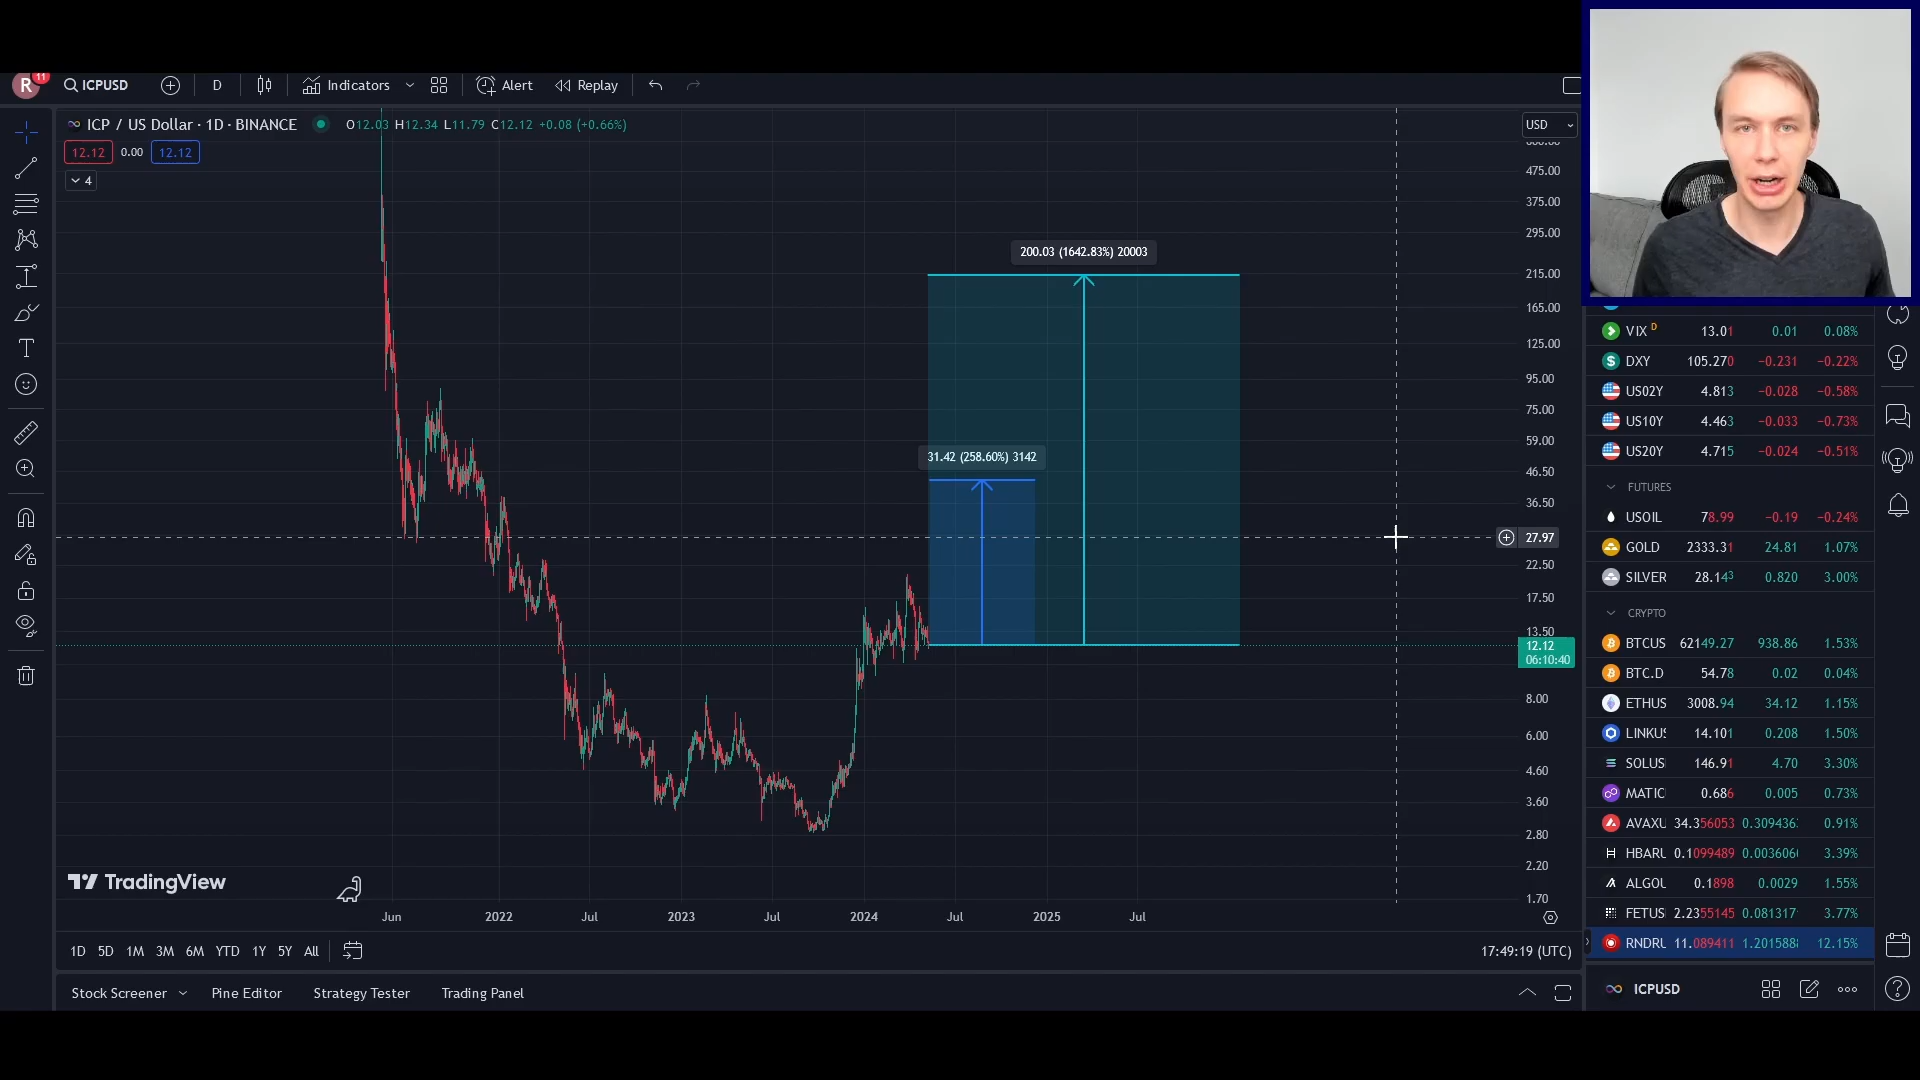 R 11 ICPUSD D Indicators Alert Replay
ICP / US Dollar · 1D · BINANCE O12.03 H12.34 L11.79 C12.12 +0.08 (+0.66%)
12.12 0.00 12.12
4
USD
475.00
375.00
295.00
215.00
165.00
125.00
95.00
75.00
59.00
46.50
36.50
27.97
22.50
17.50
13.50
12.12
06:10:40
8.00
6.00
4.60
3.60
2.80
2.20
1.70
200.03 (1642.83%) 20003
31.42 (258.60%) 3142
TradingView
Jun 2022 Jul 2023 Jul 2024 Jul 2025 Jul
1D 5D 1M 3M 6M YTD 1Y 5Y All 17:49:19 (UTC)
Stock Screener Pine Editor Strategy Tester Trading Panel
VIX D 13.01 0.01 0.08%
DXY 105.270 −0.231 −0.22%
US02Y 4.813 −0.028 −0.58%
US10Y 4.463 −0.033 −0.73%
US20Y 4.715 −0.024 −0.51%
FUTURES
USOIL 78.99 −0.19 −0.24%
GOLD 2333.31 24.81 1.07%
SILVER 28.143 0.820 3.00%
CRYPTO
BTCUS 62149.27 938.86 1.53%
BTC.D 54.78 0.02 0.04%
ETHUS 3008.94 34.12 1.15%
LINKUS 14.101 0.208 1.50%
SOLUS 146.91 4.70 3.30%
MATIC 0.686 0.005 0.73%
AVAXU 34.356053 0.309436 0.91%
HBARU 0.1099489 0.003606 3.39%
ALGOU 0.1898 0.0029 1.55%
FETUS 2.2355145 0.081317 3.77%
RNDRU 11.089411 1.201588 12.15%
ICPUSD